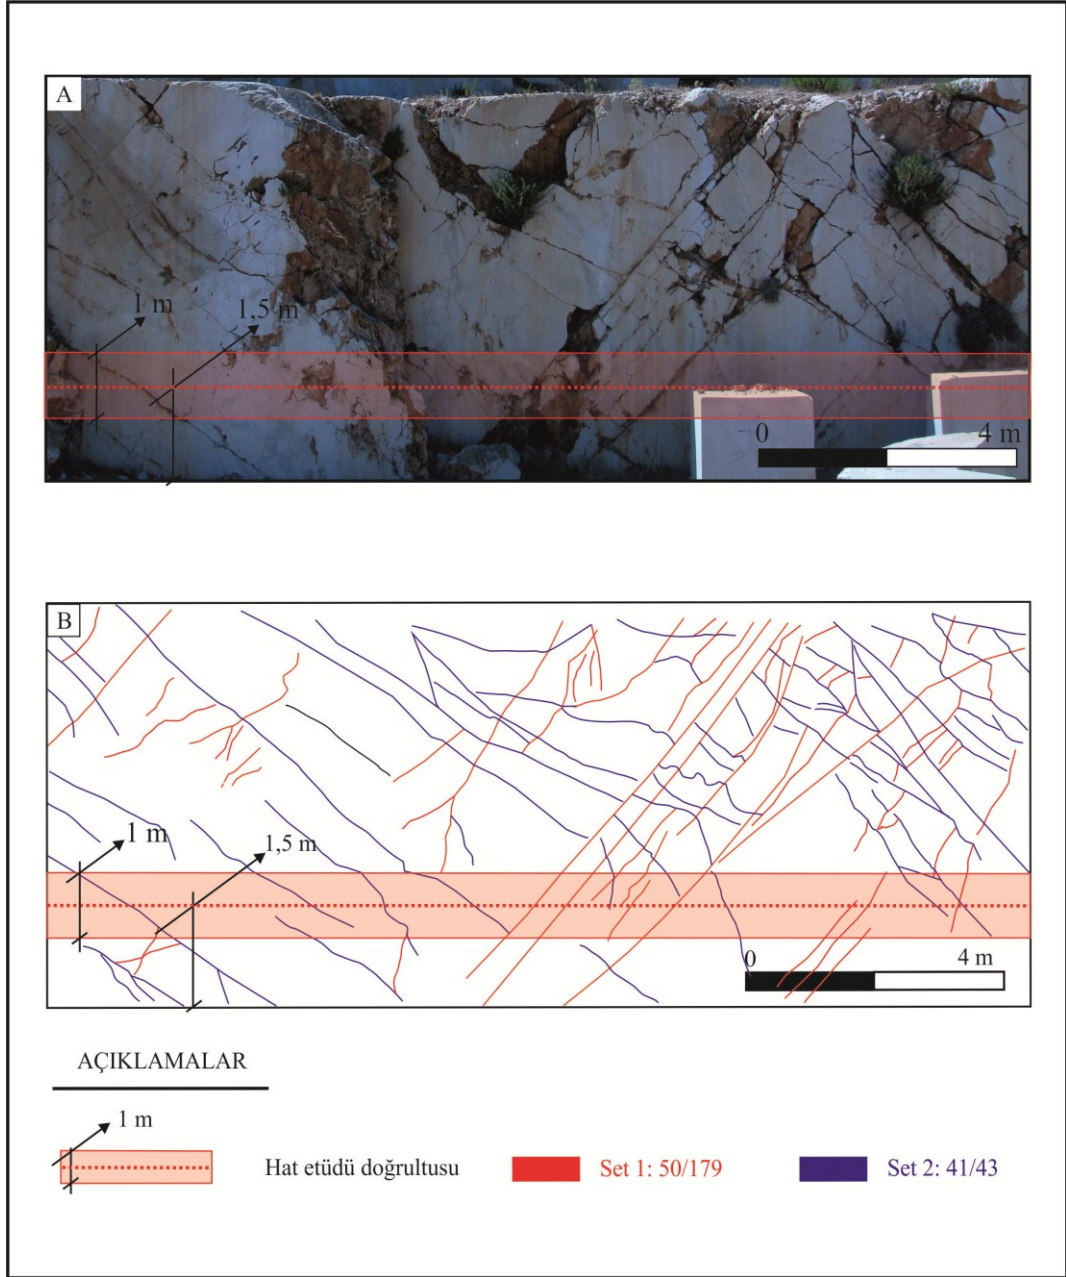 A
1 m
1,5 m
0 4 m
B
1 m
1,5 m
0 4 m
AÇIKLAMALAR
1 m
Hat etüdü doğrultusu
Set 1: 50/179
Set 2: 41/43